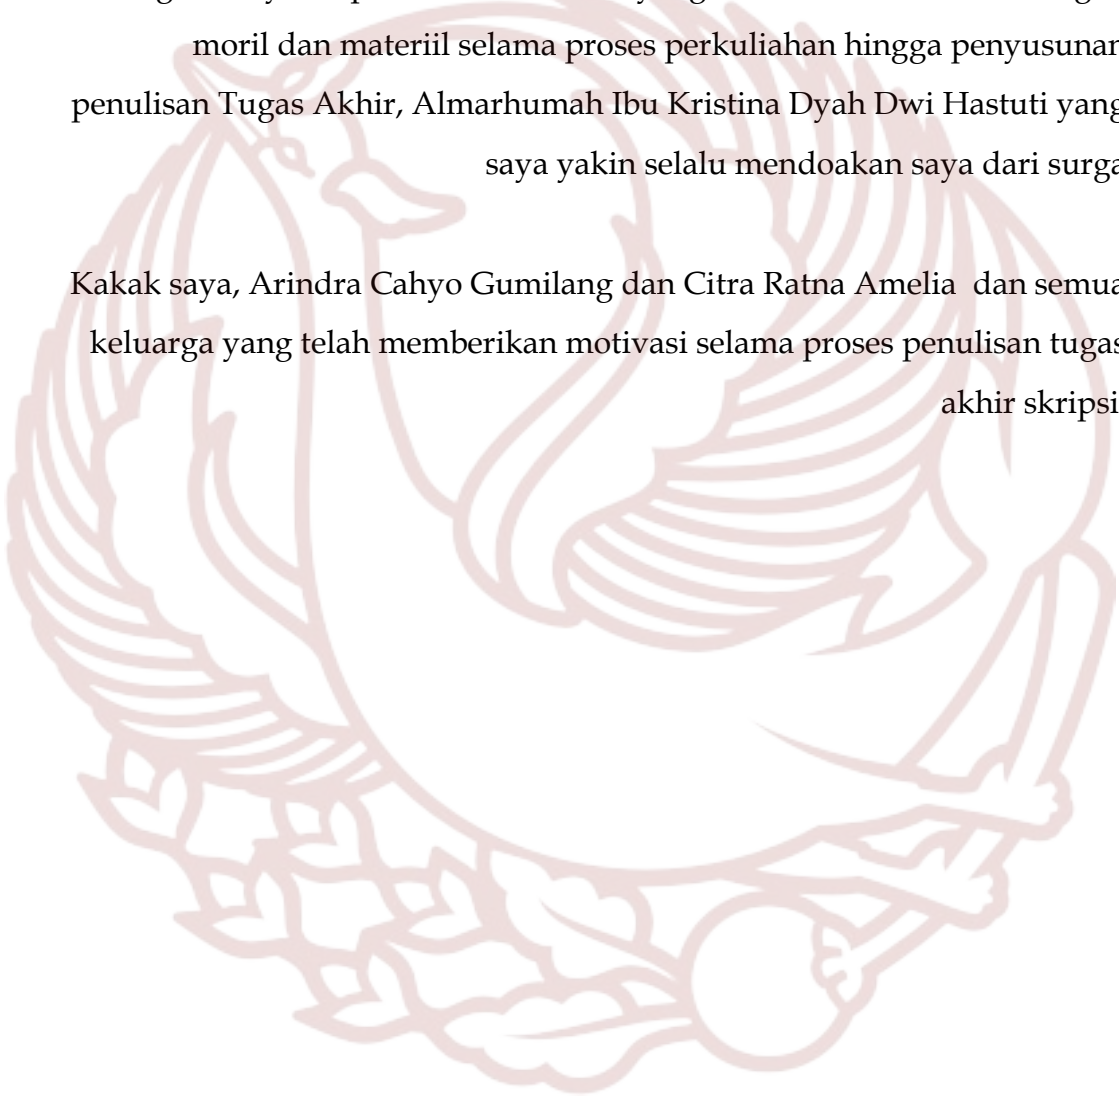 moril dan materiil selama proses perkuliahan hingga penyusunan
penulisan Tugas Akhir, Almarhumah Ibu Kristina Dyah Dwi Hastuti yang
saya yakin selalu mendoakan saya dari surga
Kakak saya, Arindra Cahyo Gumilang dan Citra Ratna Amelia dan semua
keluarga yang telah memberikan motivasi selama proses penulisan tugas
akhir skripsi